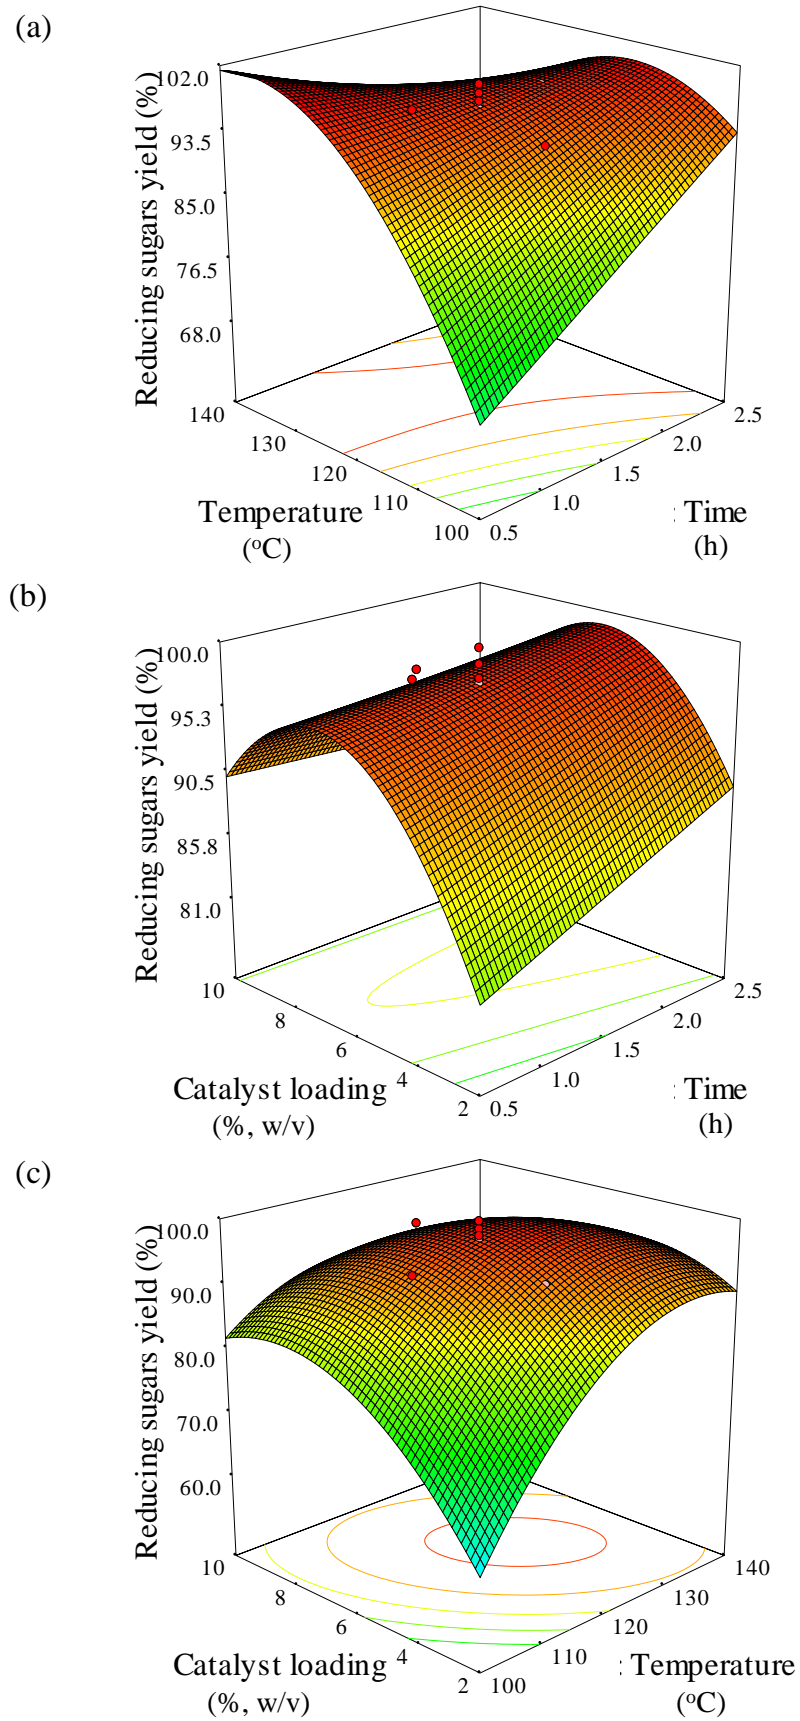 (a)
Reducing sugars yield (%)
102.0
93.5
85.0
76.5
68.0
140
130
120
110
100
0.5
1.0
1.5
2.0
2.5
Temperature
(°C)
: Time
(h)
(b)
Reducing sugars yield (%)
100.0
95.3
90.5
85.8
81.0
10
8
6
4
2
0.5
1.0
1.5
2.0
2.5
Catalyst loading
(%, w/v)
: Time
(h)
(c)
Reducing sugars yield (%)
100.0
90.0
80.0
70.0
60.0
10
8
6
4
2
100
110
120
130
140
Catalyst loading
(%, w/v)
: Temperature
(°C)